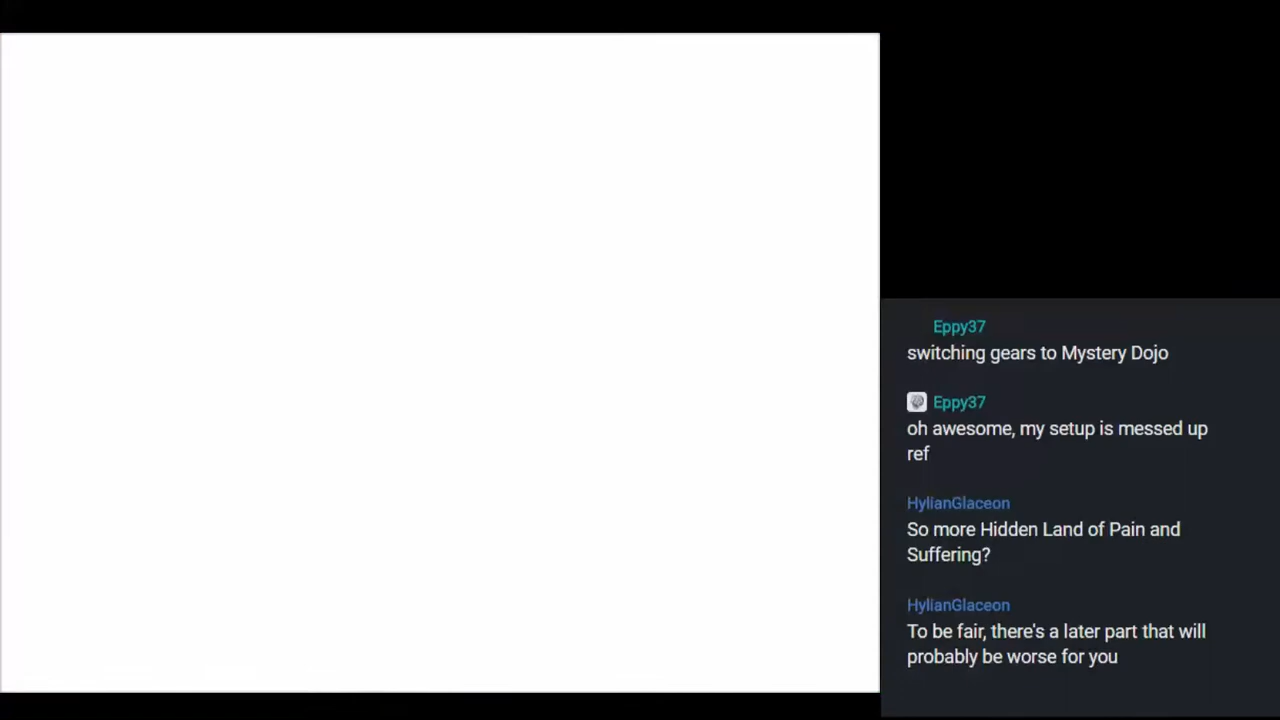 Eppy37
switching gears to Mystery Dojo
Eppy37
oh awesome, my setup is messed up
ref
HylianGlaceon
So more Hidden Land of Pain and
Suffering?
HylianGlaceon
To be fair, there's a later part that will
probably be worse for you